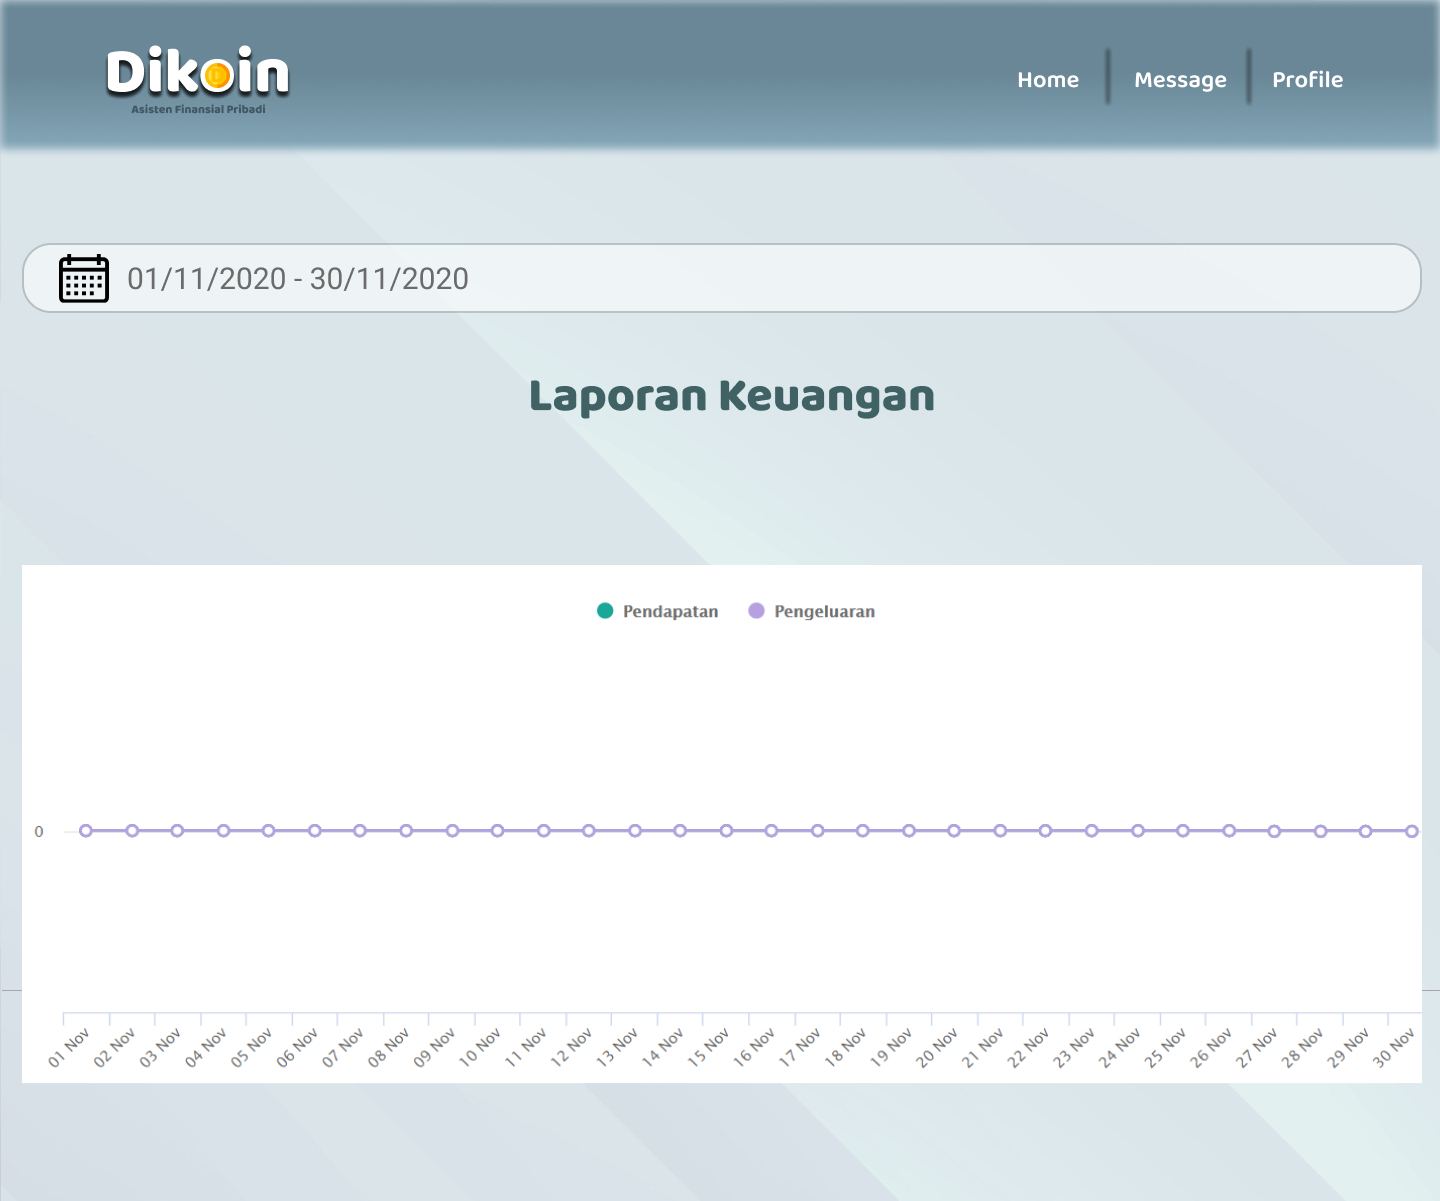 Dikoin
Asisten Finansial Pribadi
Home
Message
Profile
01/11/2020 - 30/11/2020
Laporan Keuangan
Pendapatan
Pengeluaran
0
01 Nov
02 Nov
03 Nov
04 Nov
05 Nov
06 Nov
07 Nov
08 Nov
09 Nov
10 Nov
11 Nov
12 Nov
13 Nov
14 Nov
15 Nov
16 Nov
17 Nov
18 Nov
19 Nov
20 Nov
21 Nov
22 Nov
23 Nov
24 Nov
25 Nov
26 Nov
27 Nov
28 Nov
29 Nov
30 Nov